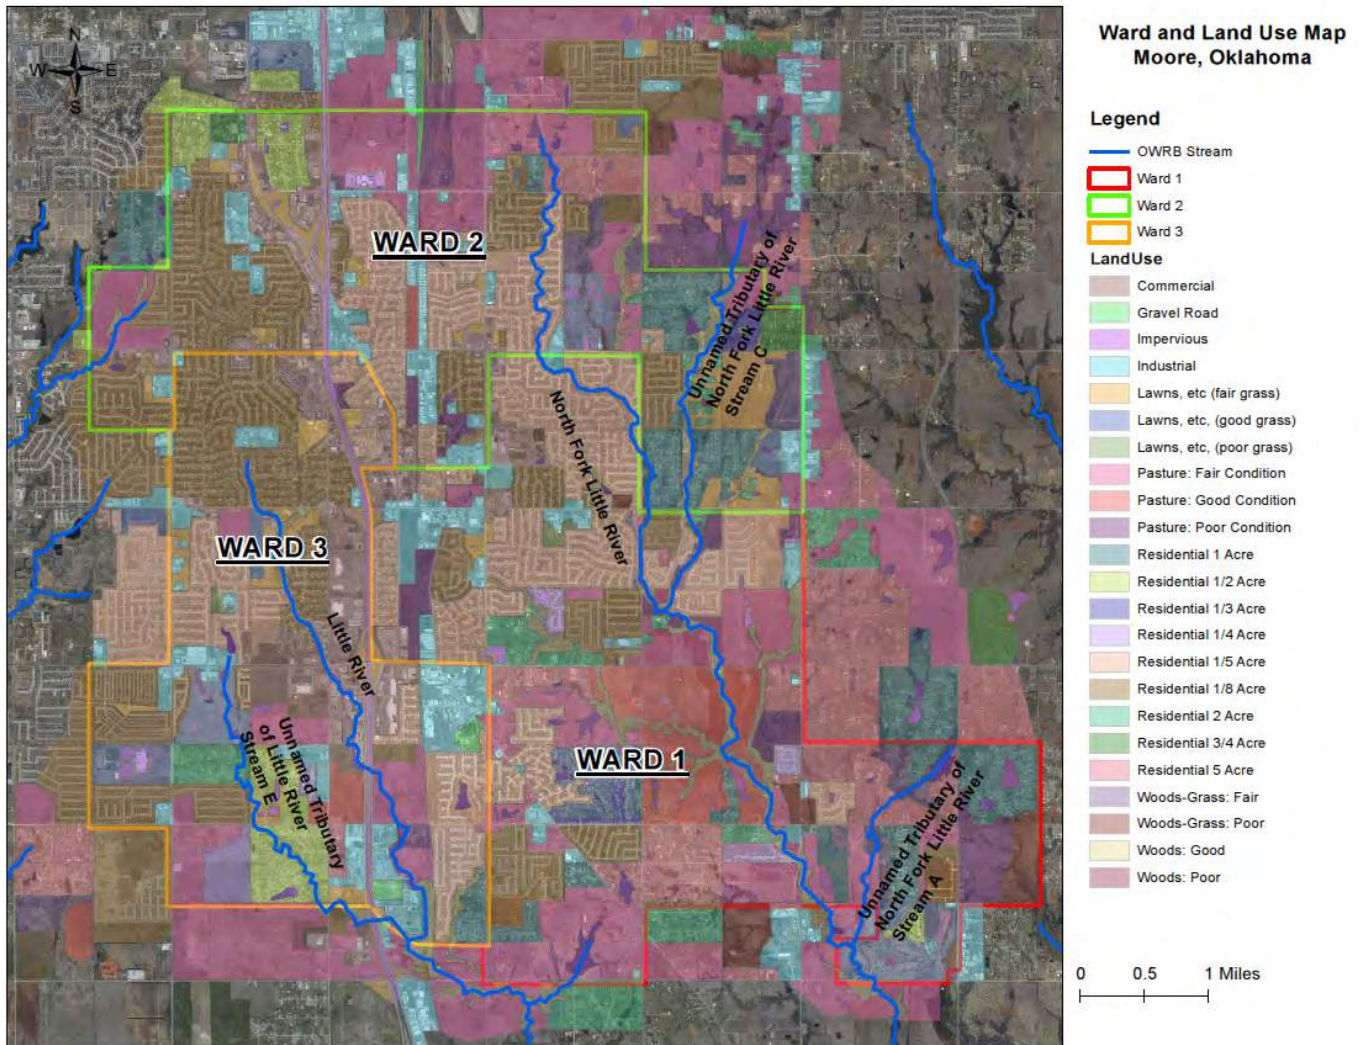 Ward and Land Use Map
Moore, Oklahoma
Legend
OWRB Stream
Ward 1
Ward 2
Ward 3
LandUse
Commercial
Gravel Road
Impervious
Industrial
Lawns, etc (fair grass)
Lawns, etc, (good grass)
Lawns, etc, (poor grass)
Pasture: Fair Condition
Pasture: Good Condition
Pasture: Poor Condition
Residential 1 Acre
Residential 1/2 Acre
Residential 1/3 Acre
Residential 1/4 Acre
Residential 1/5 Acre
Residential 1/8 Acre
Residential 2 Acre
Residential 3/4 Acre
Residential 5 Acre
Woods-Grass: Fair
Woods-Grass: Poor
Woods: Good
Woods: Poor
0 0.5 1 Miles
N
W E
S
WARD 2
Unnamed Tributary of
North Fork Little River
Stream C
North Fork Little River
WARD 3
Little River
Unnamed Tributary
of Little River
Stream E
WARD 1
Unnamed Tributary of
North Fork Little River
Stream A